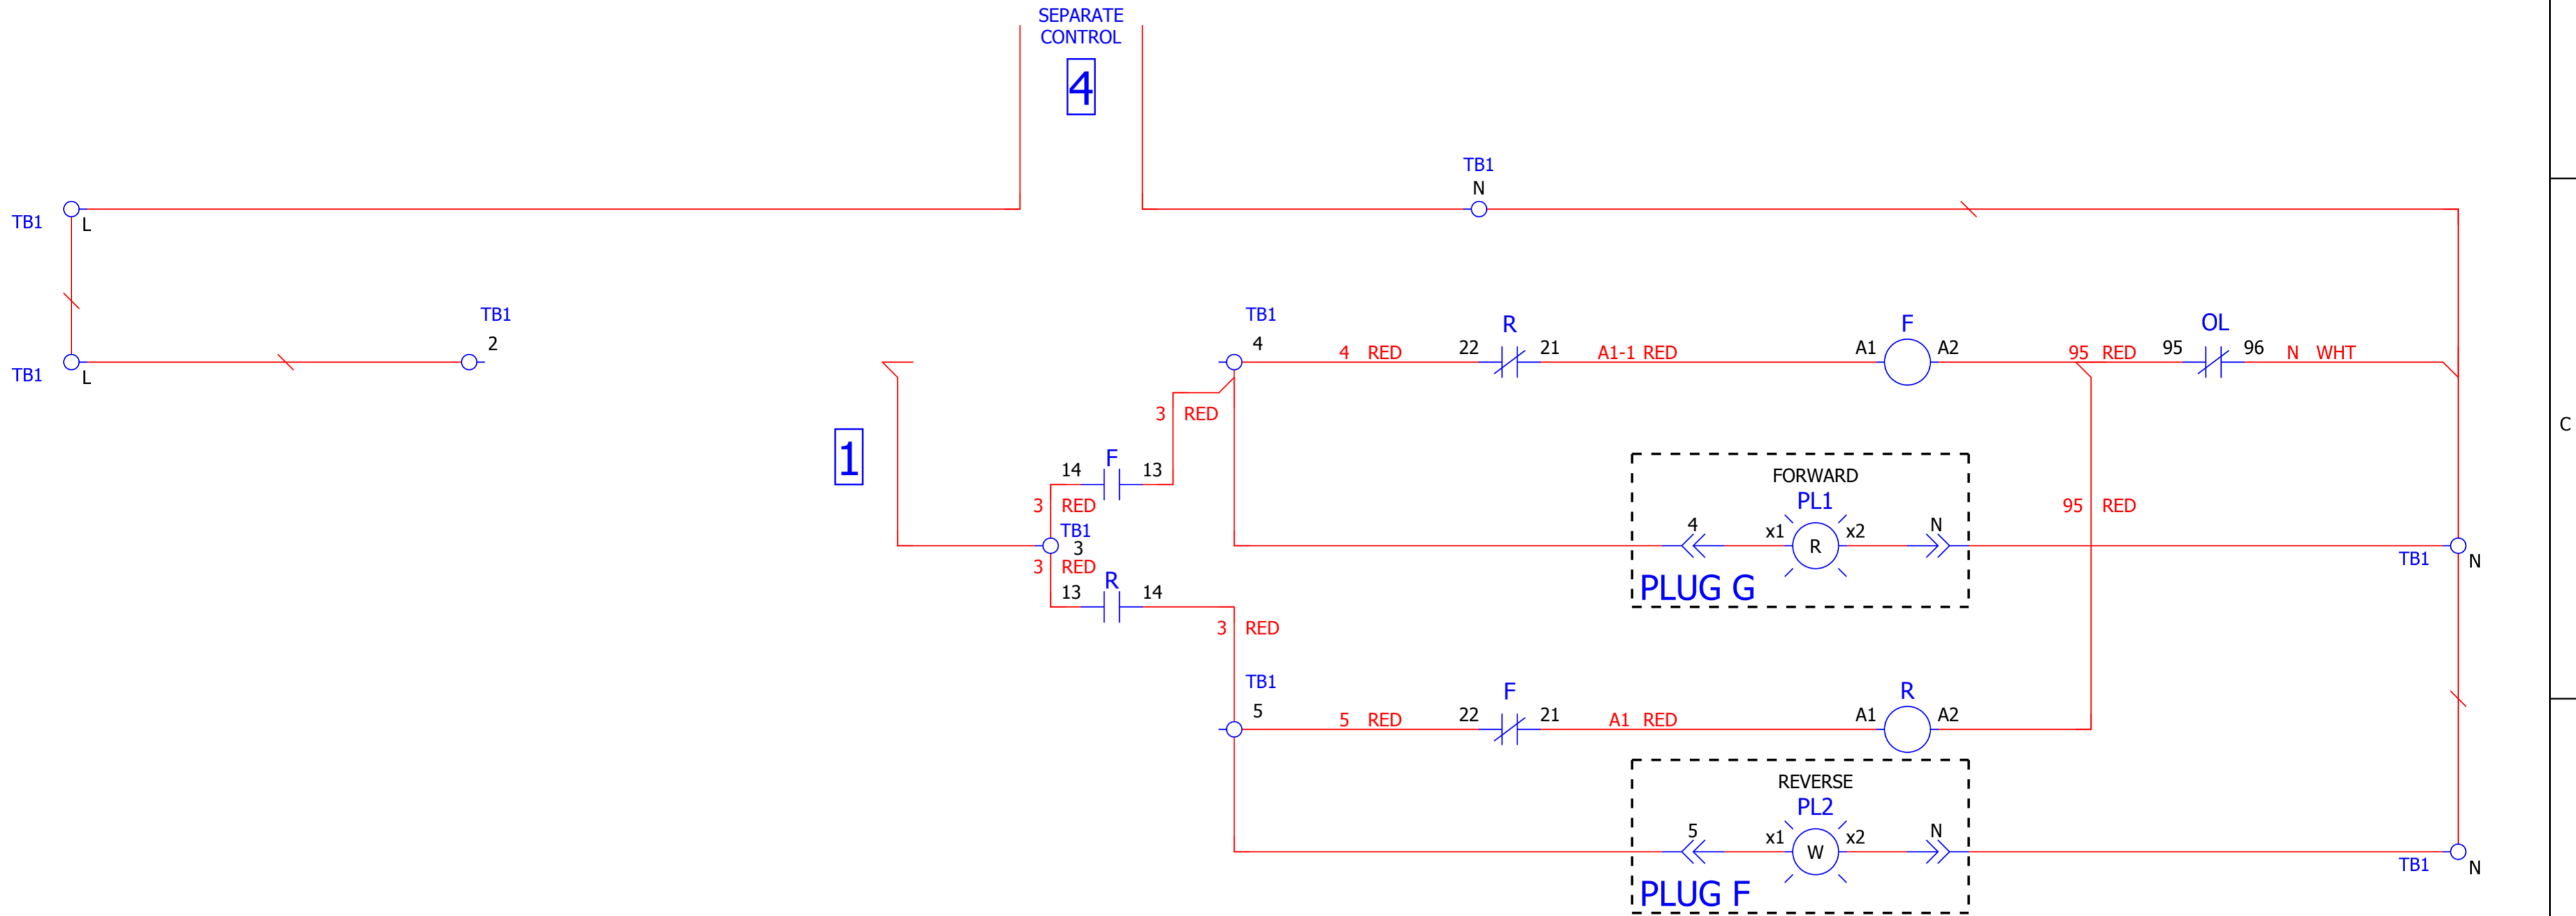 SEPARATE
CONTROL
4
TB1
N
TB1
L
TB1
2
TB1
L
TB1
4
4 RED
22
R
21
A1-1 RED
A1
F
A2
95 RED
95
OL
96
N WHT
3 RED
C
1
14
F
13
3 RED
TB1
3
3 RED
13
R
14
3 RED
FORWARD
PL1
4
x1
R
x2
N
PLUG G
95 RED
TB1
N
TB1
5
5 RED
22
F
21
A1 RED
A1
R
A2
REVERSE
PL2
5
x1
W
x2
N
PLUG F
TB1
N